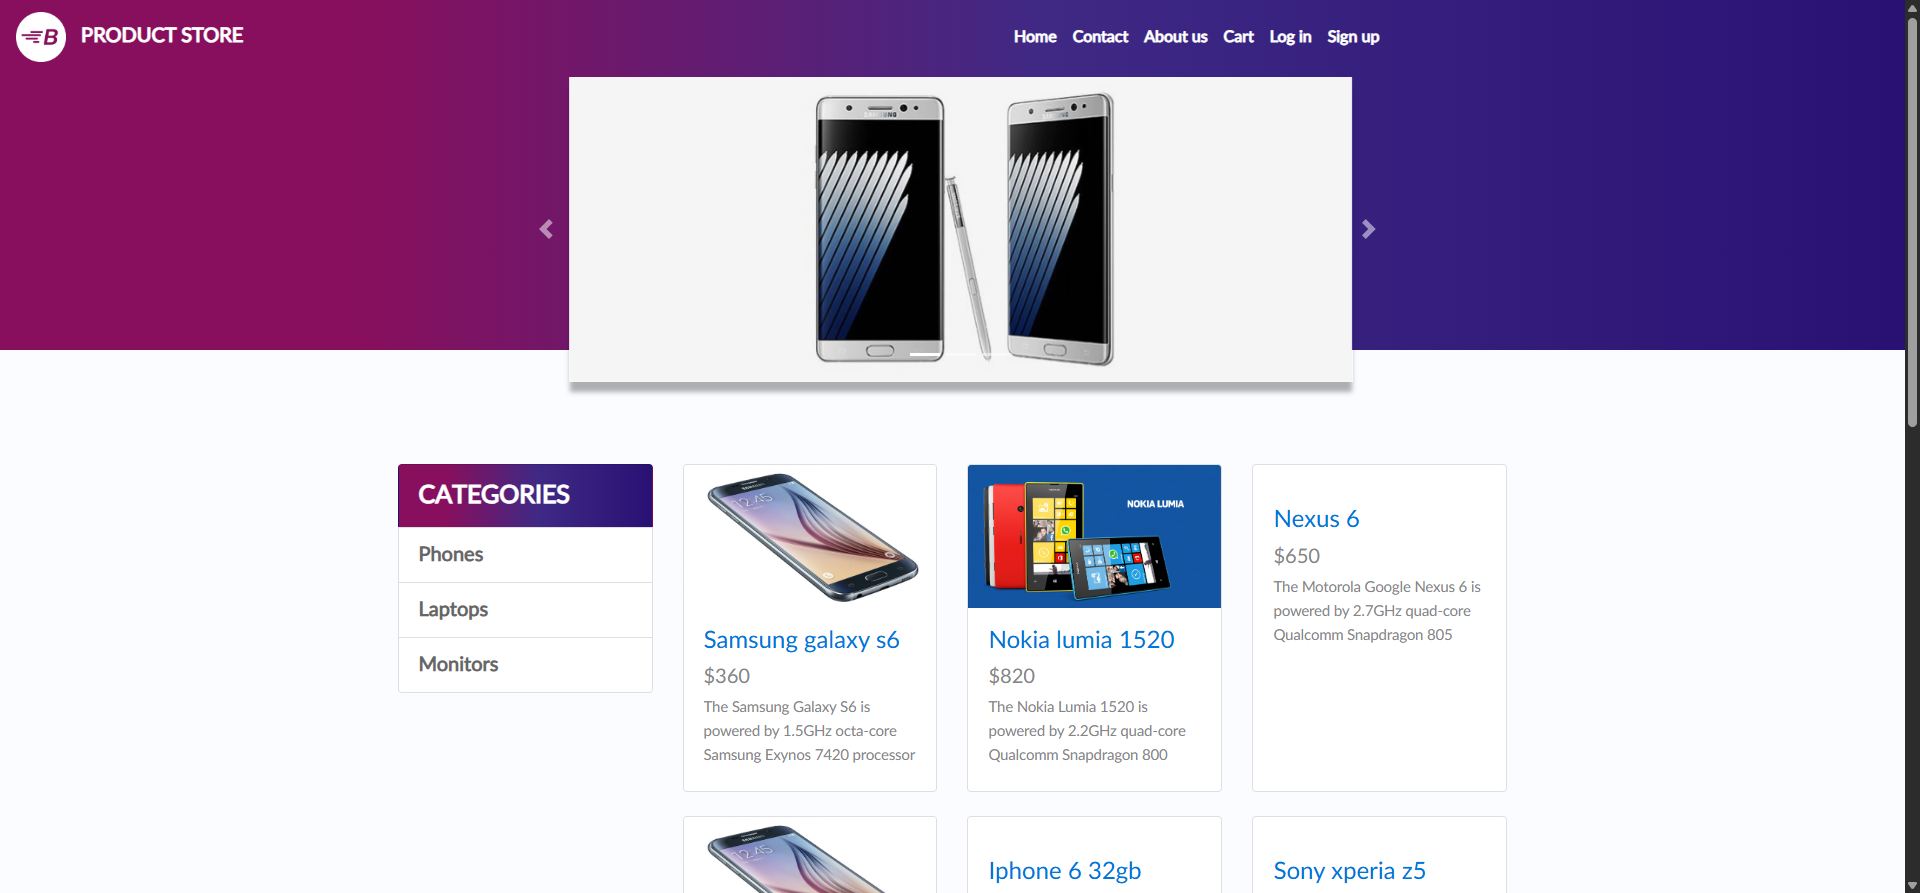 B PRODUCT STORE
Home Contact About us Cart Log in Sign up
CATEGORIES
Phones
Laptops
Monitors
12:45
Samsung galaxy s6
$360
The Samsung Galaxy S6 is
powered by 1.5GHz octa-core
Samsung Exynos 7420 processor
NOKIA LUMIA
Nokia lumia 1520
$820
The Nokia Lumia 1520 is
powered by 2.2GHz quad-core
Qualcomm Snapdragon 800
Nexus 6
$650
The Motorola Google Nexus 6 is
powered by 2.7GHz quad-core
Qualcomm Snapdragon 805
12:45
Iphone 6 32gb
Sony xperia z5